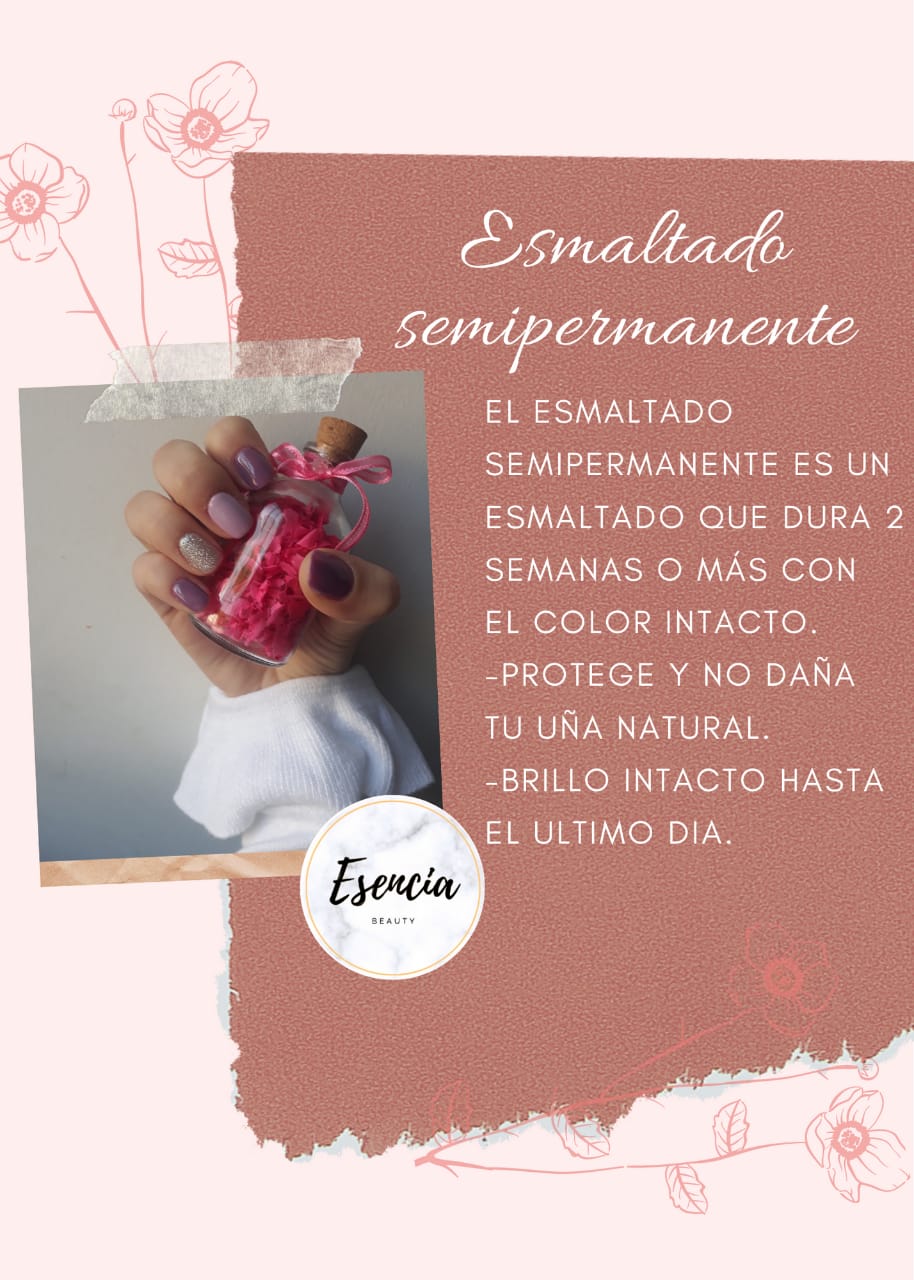 Esmaltado
semipermanente
EL ESMALTADO
SEMIPERMANENTE ES UN
ESMALTADO QUE DURA 2
SEMANAS O MÁS CON
EL COLOR INTACTO.
-PROTEGE Y NO DAÑA
TU UÑA NATURAL.
-BRILLO INTACTO HASTA
EL ULTIMO DIA.
Esencia
BEAUTY